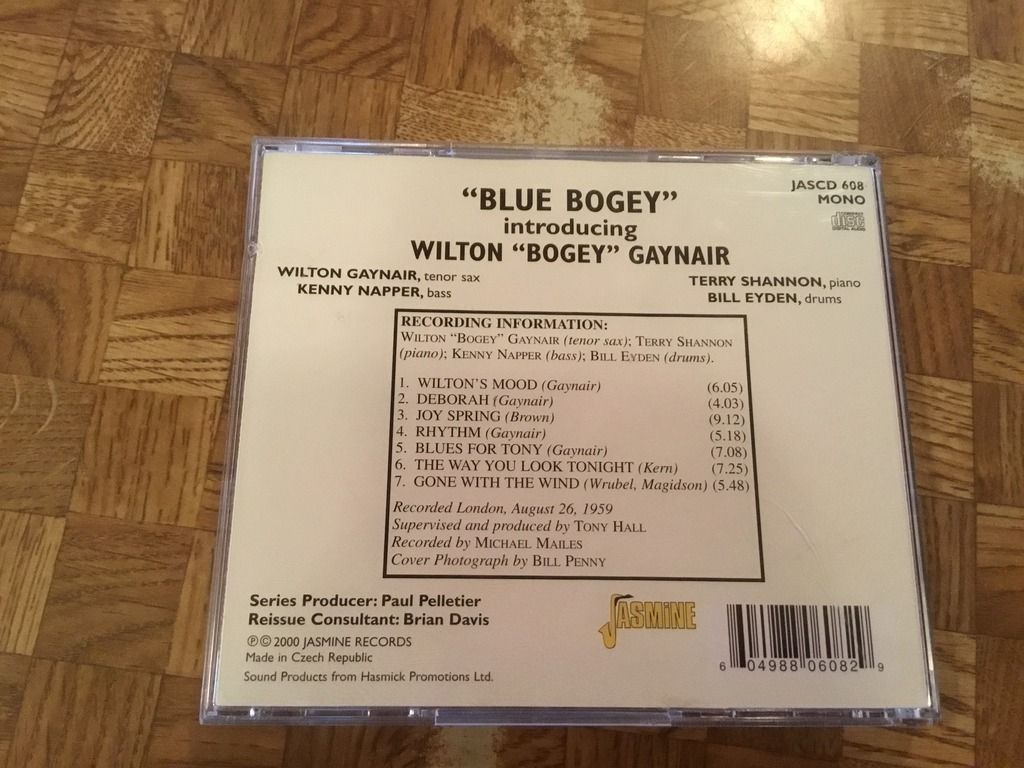 JASCD 608
MONO
COMPACT
disc
DIGITAL AUDIO
“BLUE BOGEY”
introducing
WILTON “BOGEY” GAYNAIR
WILTON GAYNAIR, tenor sax
KENNY NAPPER, bass
TERRY SHANNON, piano
BILL EYDEN, drums
RECORDING INFORMATION:
WILTON “BOGEY” GAYNAIR (tenor sax); TERRY SHANNON
(piano); KENNY NAPPER (bass); BILL EYDEN (drums).
1. WILTON'S MOOD (Gaynair) (6.05)
2. DEBORAH (Gaynair) (4.03)
3. JOY SPRING (Brown) (9.12)
4. RHYTHM (Gaynair) (5.18)
5. BLUES FOR TONY (Gaynair) (7.08)
6. THE WAY YOU LOOK TONIGHT (Kern) (7.25)
7. GONE WITH THE WIND (Wrubel, Magidson) (5.48)
Recorded London, August 26, 1959
Supervised and produced by TONY HALL
Recorded by MICHAEL MAILES
Cover Photograph by BILL PENNY
Series Producer: Paul Pelletier
Reissue Consultant: Brian Davis
℗ © 2000 JASMINE RECORDS
Made in Czech Republic
Sound Products from Hasmick Promotions Ltd.
JASMiNE
6 04988 06082 9